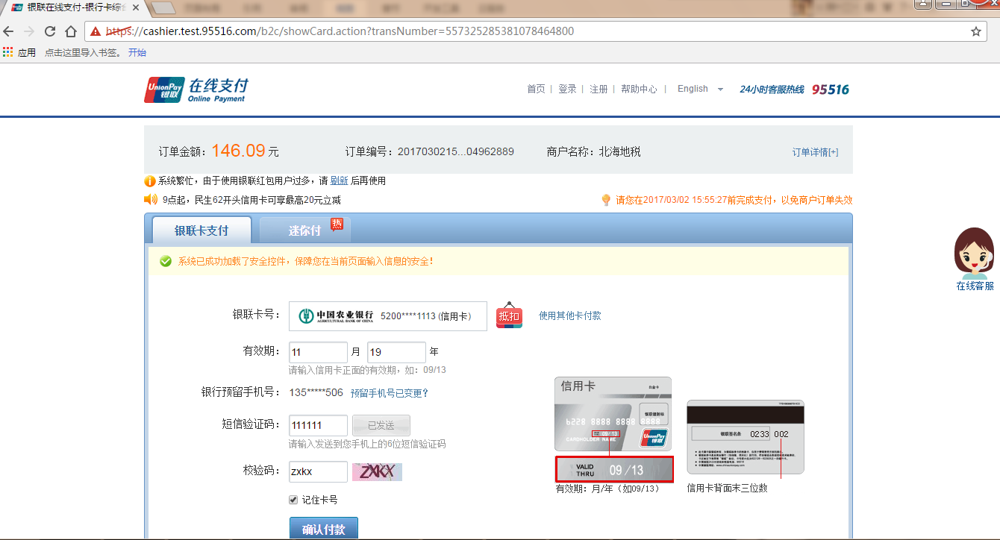 银联在线支付-银行卡综合
https://cashier.test.95516.com/b2c/showCard.action?transNumber=557325285381078464800
应用 点击这里导入书签。 开始
UnionPay 银联 在线支付 Online Payment
首页 | 登录 | 注册 | 帮助中心 | English 24小时客服热线 95516
订单金额：146.09 元 订单编号：2017030215...04962889 商户名称：北海地税 订单详情[+]
系统繁忙，由于使用银联红包用户过多，请 刷新 后再使用
9点起，民生62开头信用卡可享最高20元立减 请您在2017/03/02 15:55:27前完成支付，以免商户订单失效
银联卡支付 迷你付 热
系统已成功加载了安全控件，保障您在当前页面输入信息的安全！
在线客服
银联卡号： 中国农业银行 AGRICULTURAL BANK OF CHINA 5200****1113 (信用卡) 抵扣 使用其他卡付款
有效期： 11 月 19 年
请输入信用卡正面的有效期，如：09/13
银行预留手机号： 135*****506 预留手机号已变更？
短信验证码： 111111 已发送
请输入发送到您手机上的6位短信验证码
校验码： zxkx ZXKX
记住卡号
确认付款
信用卡 白金卡
银联镭射标
6228 8888 8888 8888
09/13
CARDHOLDER NAME
UnionPay 银联
VALID THRU 09/13
有效期：月/年（如09/13）
银联签名条 0233 002
信用卡背面末三位数